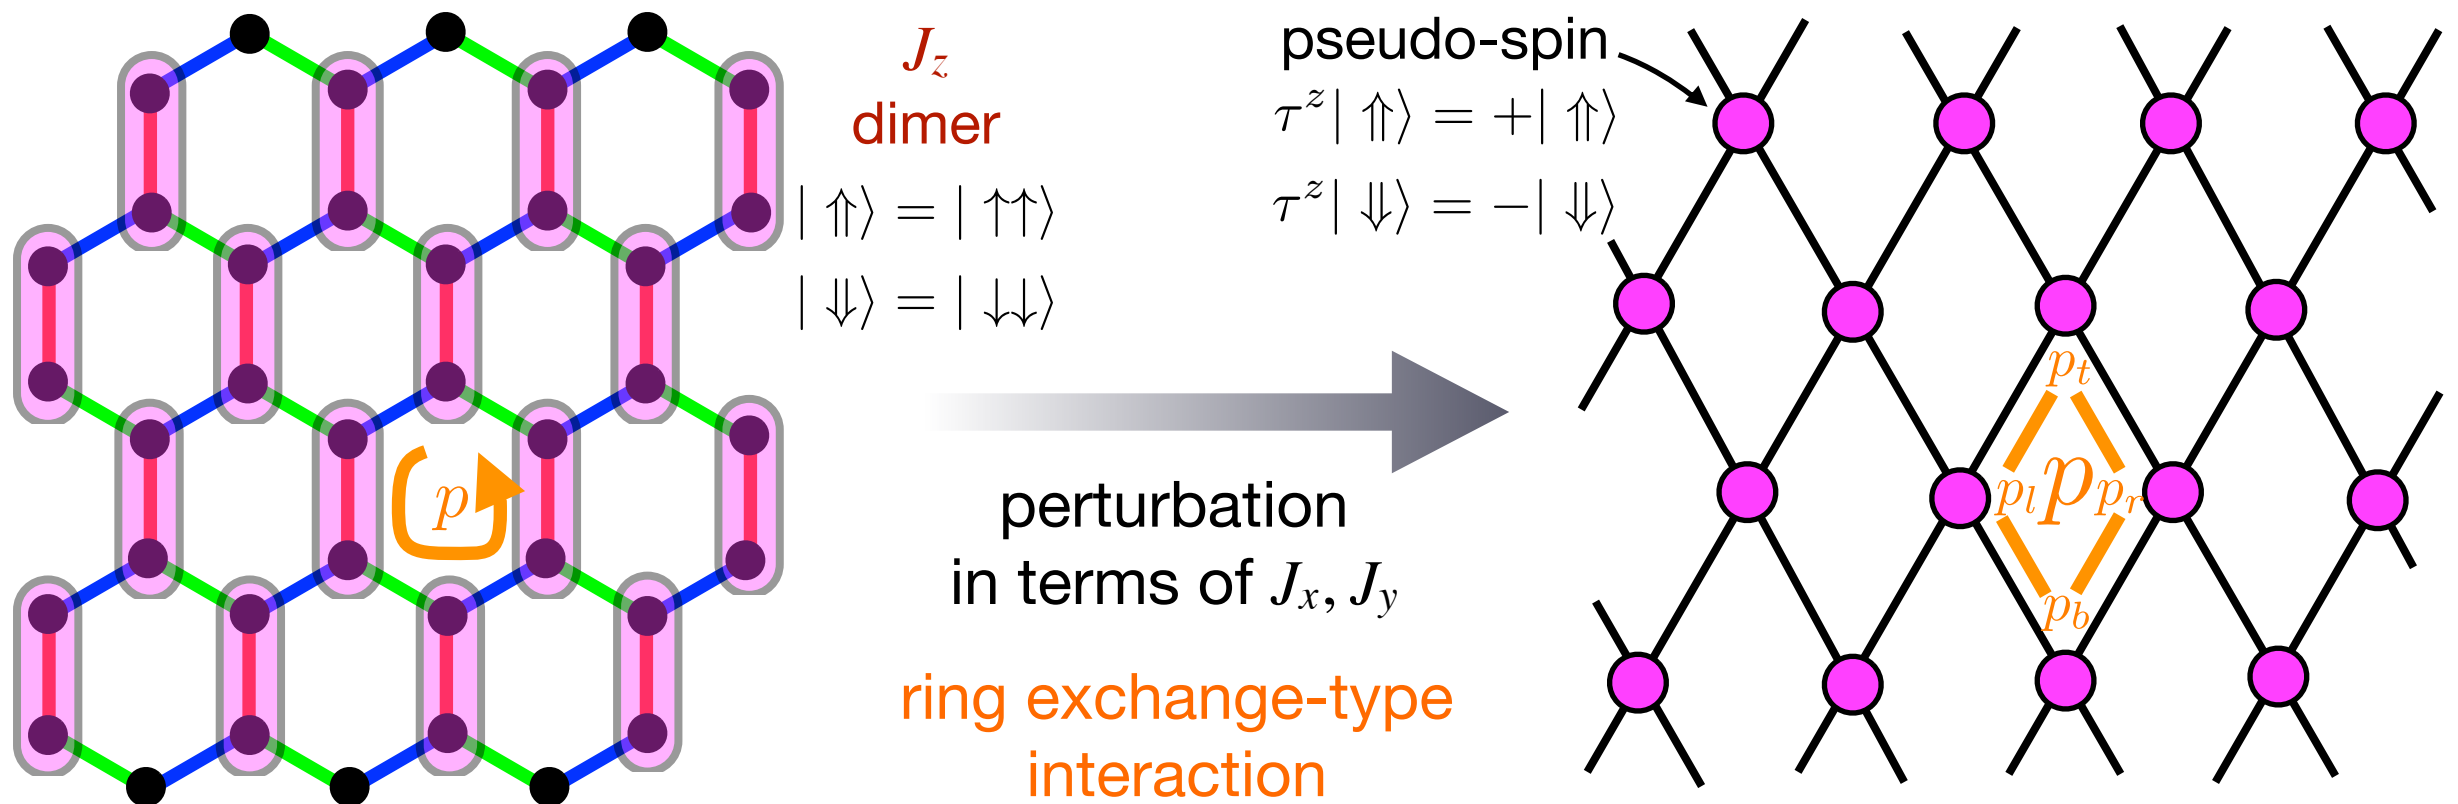 J_z
dimer
|⇑⟩ = |↑↑⟩
|⇓⟩ = |↓↓⟩
p
perturbation
in terms of J_x, J_y
ring exchange-type
interaction
pseudo-spin
τ^z|⇑⟩ = +|⇑⟩
τ^z|⇓⟩ = −|⇓⟩
p_t
p_l p p_r
p_b